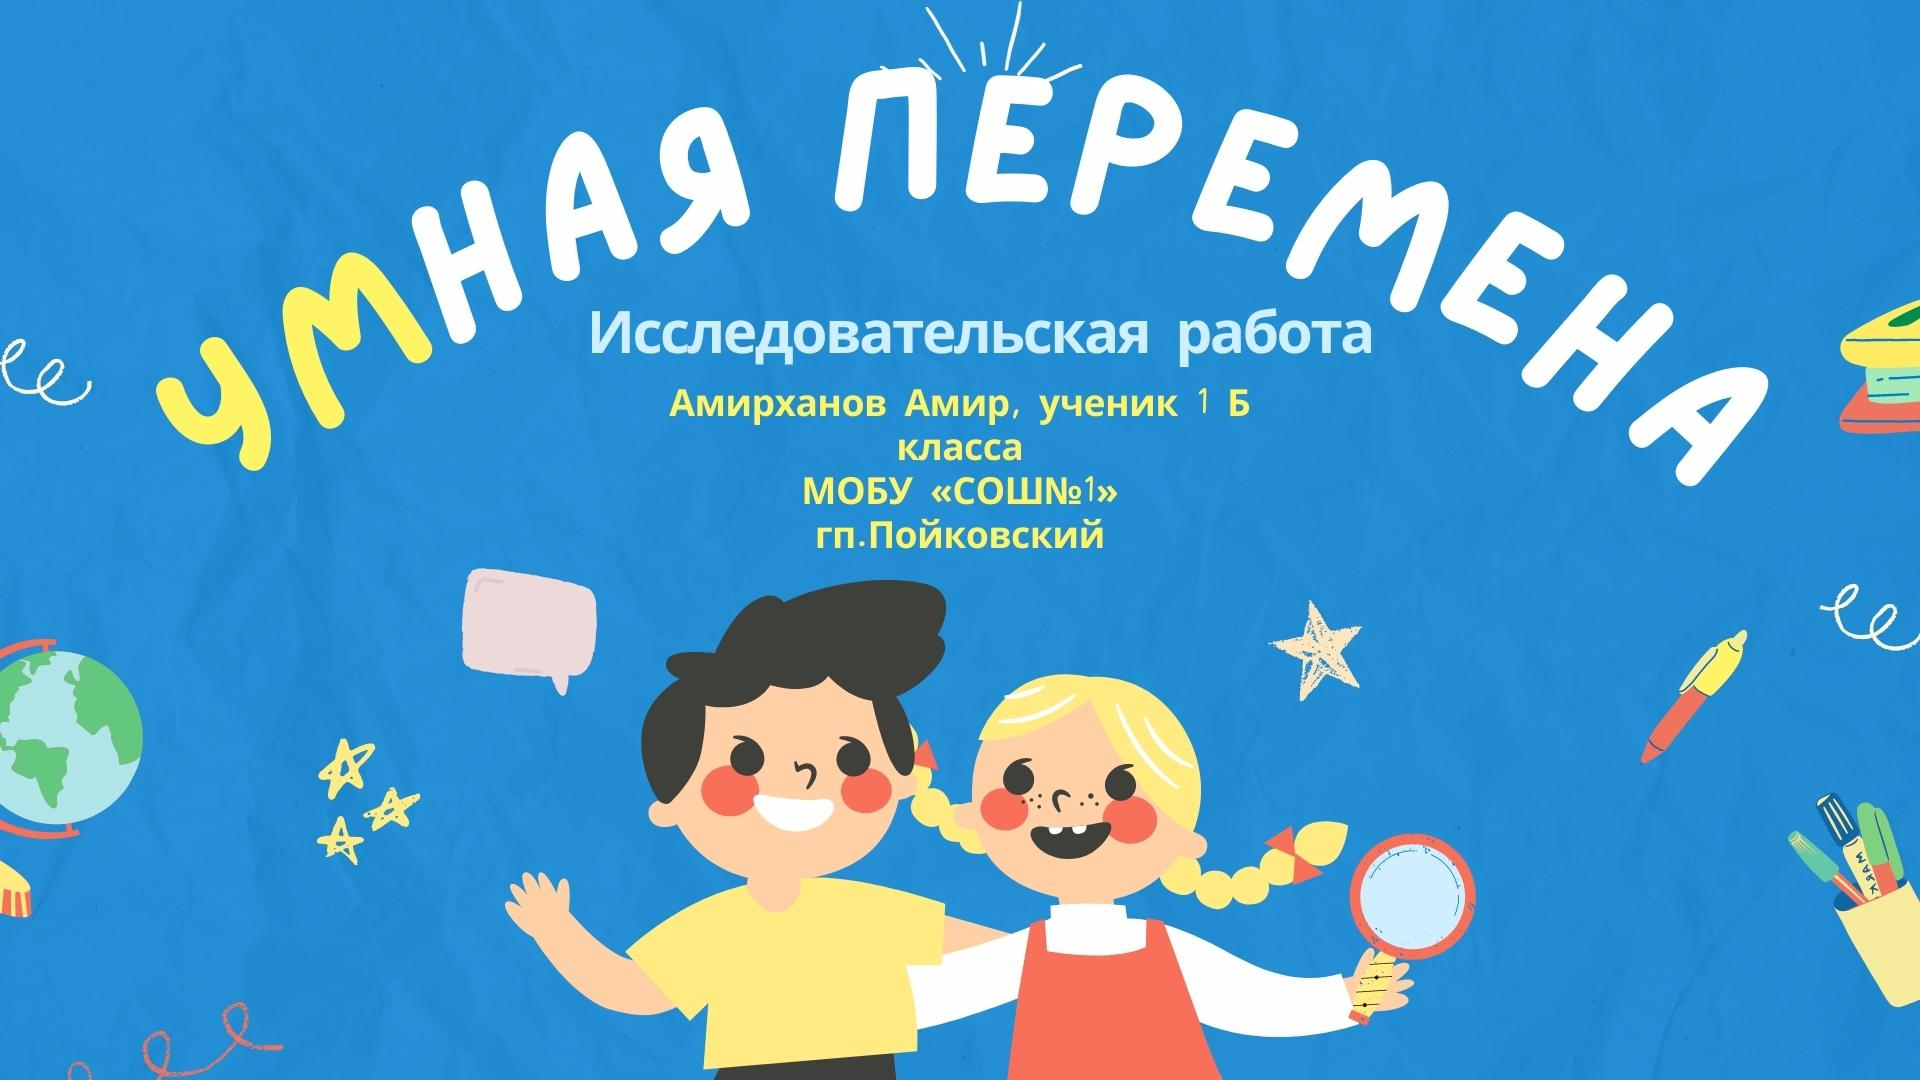 УМНАЯ ПЕРЕМЕНА
Исследовательская работа
Амирханов Амир, ученик 1 Б
класса
МОБУ «СОШ№1»
гп.Пойковский